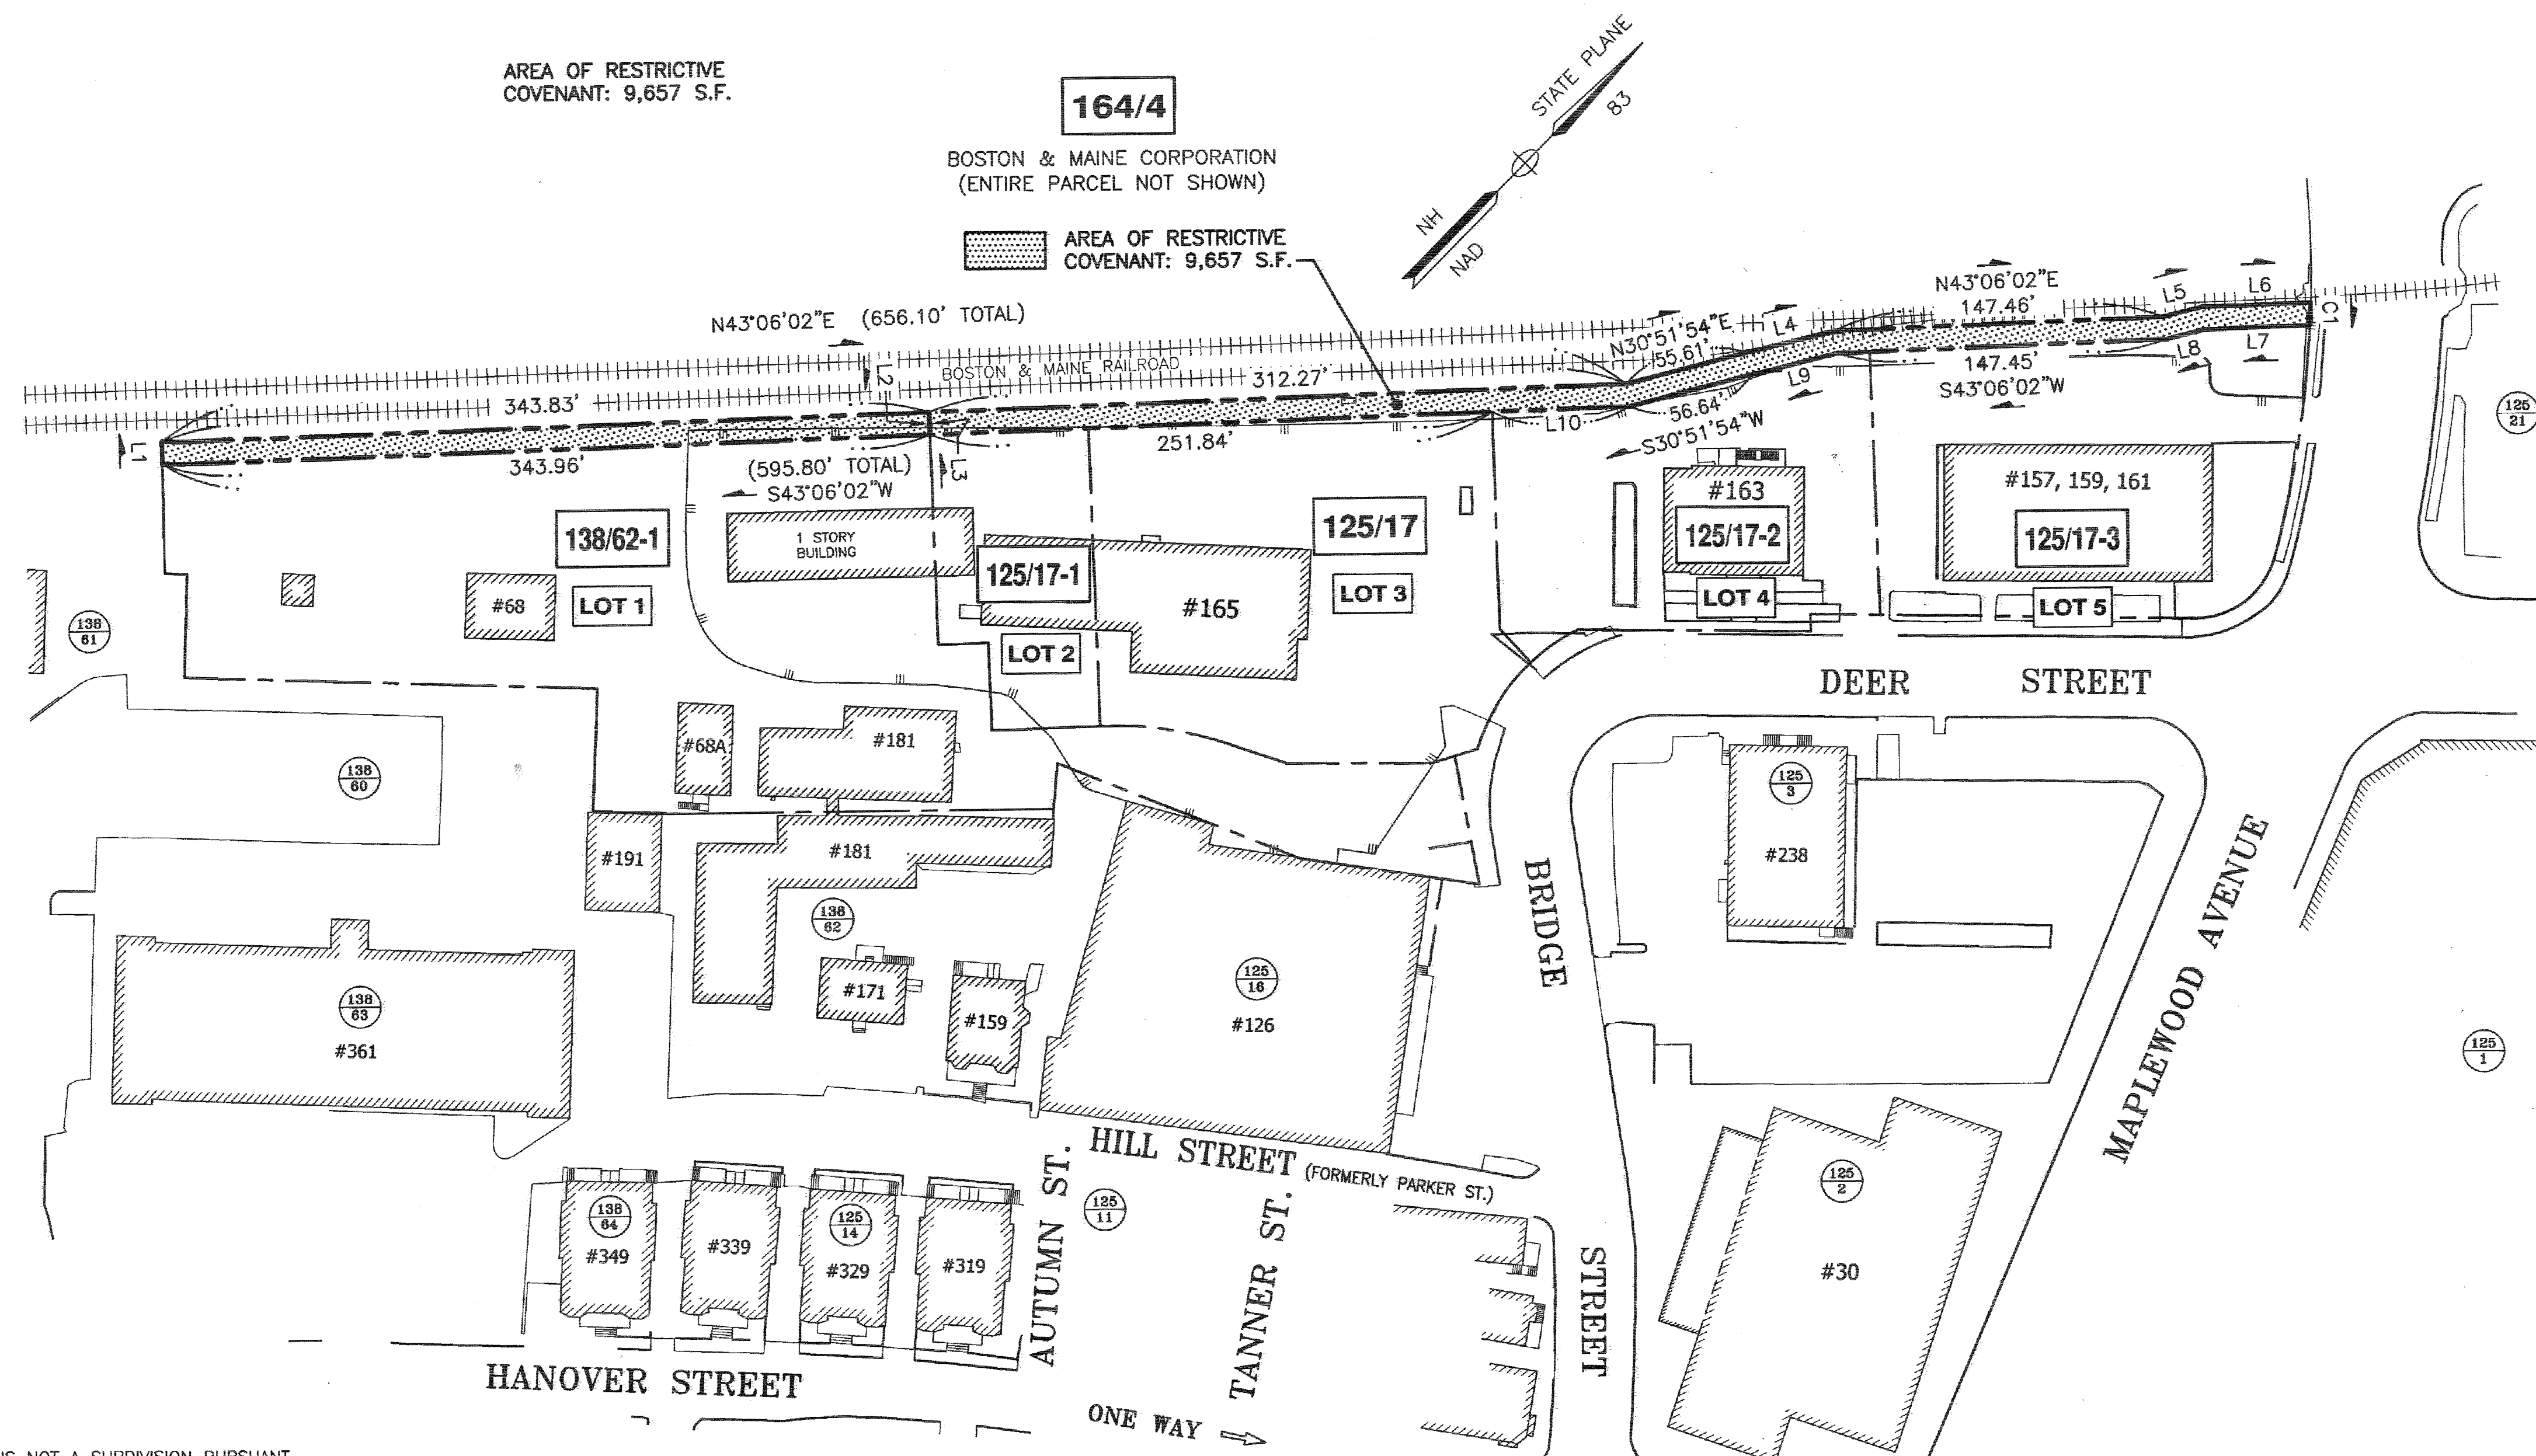 AREA OF RESTRICTIVE
COVENANT: 9,657 S.F.
164/4
BOSTON & MAINE CORPORATION
(ENTIRE PARCEL NOT SHOWN)
AREA OF RESTRICTIVE
COVENANT: 9,657 S.F.
STATE PLANE
83
NH
NAD
N43°06'02"E (656.10' TOTAL)
N43°06'02"E
147.46'
L5
L6
C1
N30°51'54"E
55.61'
L4
L2
BOSTON & MAINE RAILROAD
312.27'
343.83'
L1
L7
L8
147.45'
S43°06'02"W
L9
56.64'
S30°51'54"W
L10
251.84'
343.96'
(595.80' TOTAL)
S43°06'02"W
L3
125
21
138/62-1
LOT 1
1 STORY
BUILDING
125/17-1
LOT 2
125/17
LOT 3
#163
125/17-2
LOT 4
#157, 159, 161
125/17-3
LOT 5
#68
#165
138
61
DEER STREET
#68A
#181
138
60
125
3
#238
#191
#181
138
62
BRIDGE
MAPLEWOOD AVENUE
138
63
#361
#171
#159
125
16
#126
125
1
HILL STREET (FORMERLY PARKER ST.)
AUTUMN ST.
125
11
TANNER ST.
125
2
#30
138
64
#349
#339
125
14
#329
#319
STREET
HANOVER STREET
ONE WAY
IS NOT A SUBDIVISION PURSUANT